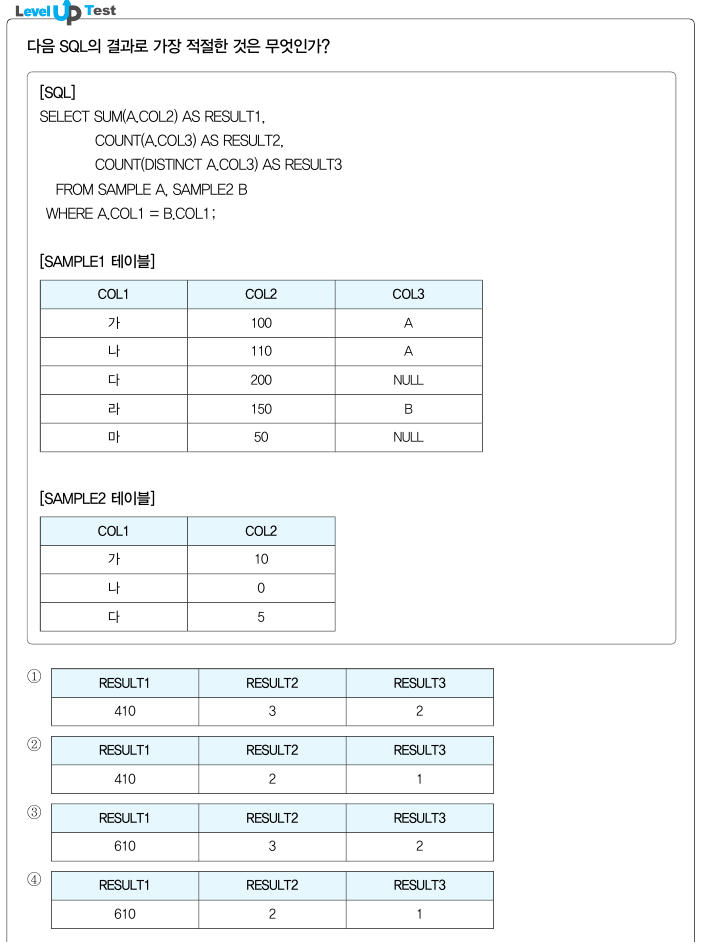 Level Up Test
다음 SQL의 결과로 가장 적절한 것은 무엇인가?
[SQL]
SELECT SUM(A.COL2) AS RESULT1,
COUNT(A.COL3) AS RESULT2,
COUNT(DISTINCT A.COL3) AS RESULT3
FROM SAMPLE A, SAMPLE2 B
WHERE A.COL1 = B.COL1;
[SAMPLE1 테이블]
COL1 COL2 COL3
가 100 A
나 110 A
다 200 NULL
라 150 B
마 50 NULL
[SAMPLE2 테이블]
COL1 COL2
가 10
나 0
다 5
① RESULT1 RESULT2 RESULT3
410 3 2
② RESULT1 RESULT2 RESULT3
410 2 1
③ RESULT1 RESULT2 RESULT3
610 3 2
④ RESULT1 RESULT2 RESULT3
610 2 1